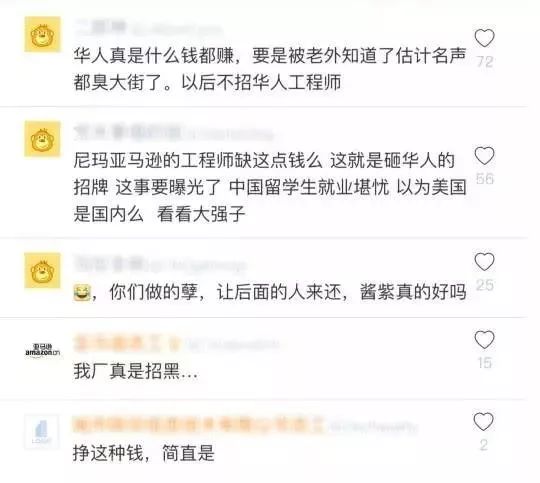 华人真是什么钱都赚，要是被老外知道了估计名声
都臭大街了。以后不招华人工程师
72
尼玛亚马逊的工程师缺这点钱么 这就是砸华人的
招牌 这事要曝光了 中国留学生就业堪忧 以为美国
是国内么 看看大强子
56
😂，你们做的孽，让后面的人来还，酱紫真的好吗
25
亚马逊
amazon.cn
我厂真是招黑...
15
LOGO
挣这种钱，简直是
2